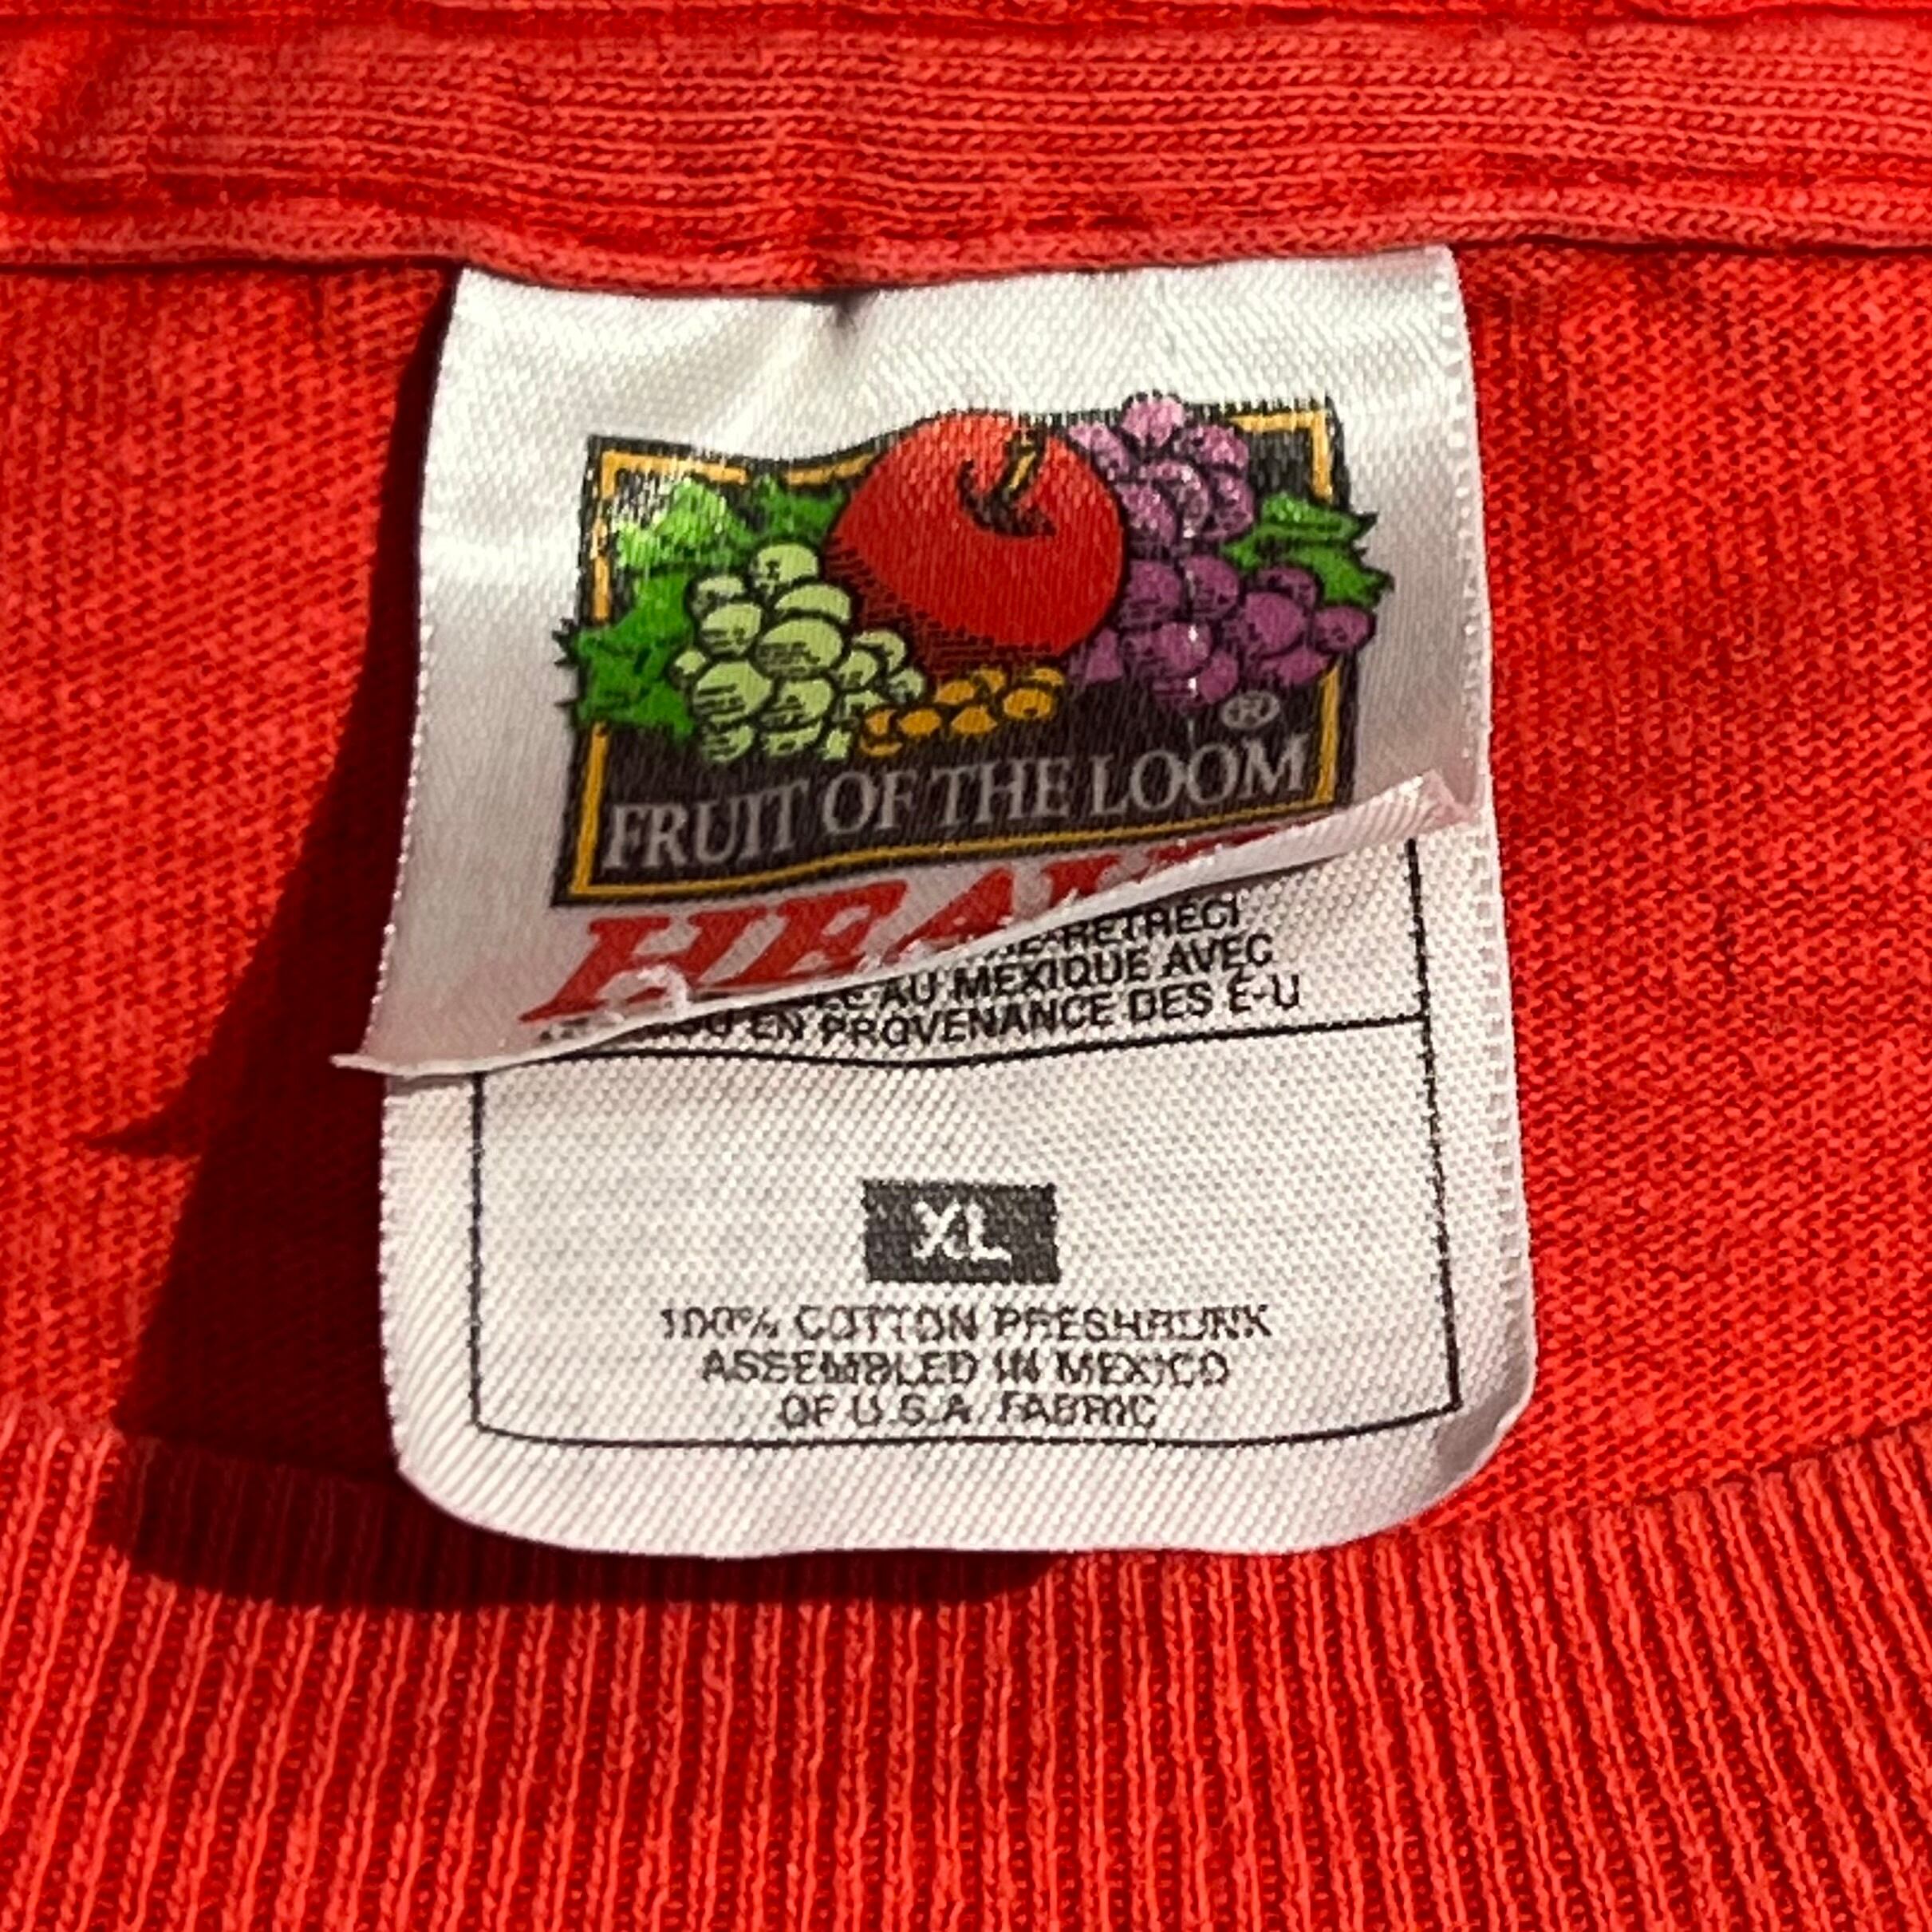 ®
FRUIT OF THE LOOM
HEAV
RETRECI
AU MEXIQUE AVEC
EN PROVENANCE DES É-U
XL
100% COTTON PRESHRUNK
ASSEMBLED IN MEXICO
OF U.S.A. FABRIC